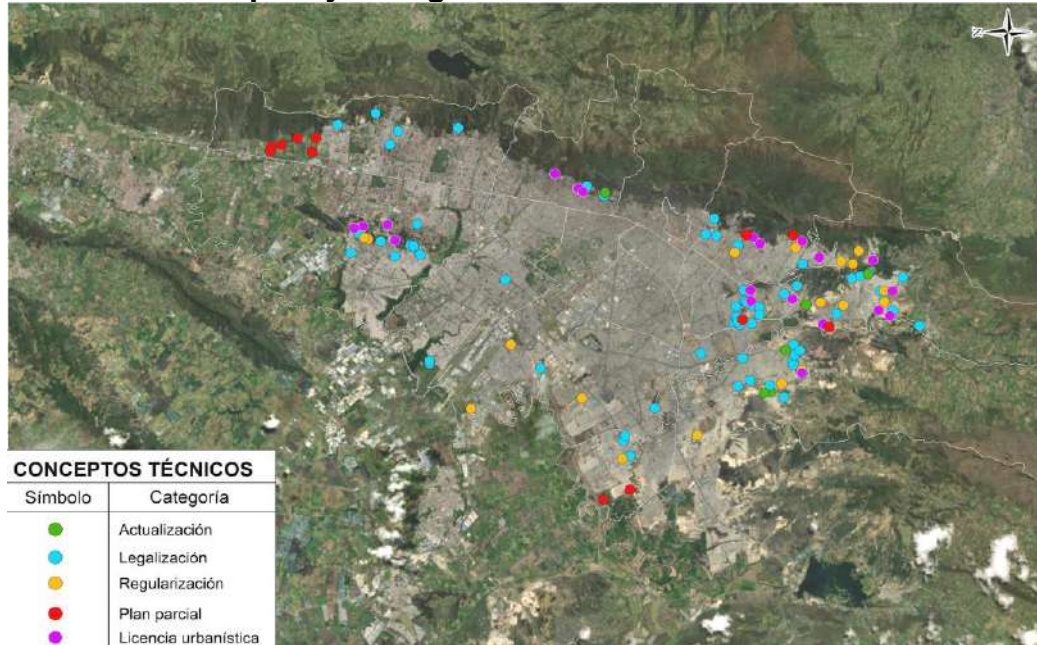 CONCEPTOS TÉCNICOS
Símbolo Categoría
Actualización
Legalización
Regularización
Plan parcial
Licencia urbanística